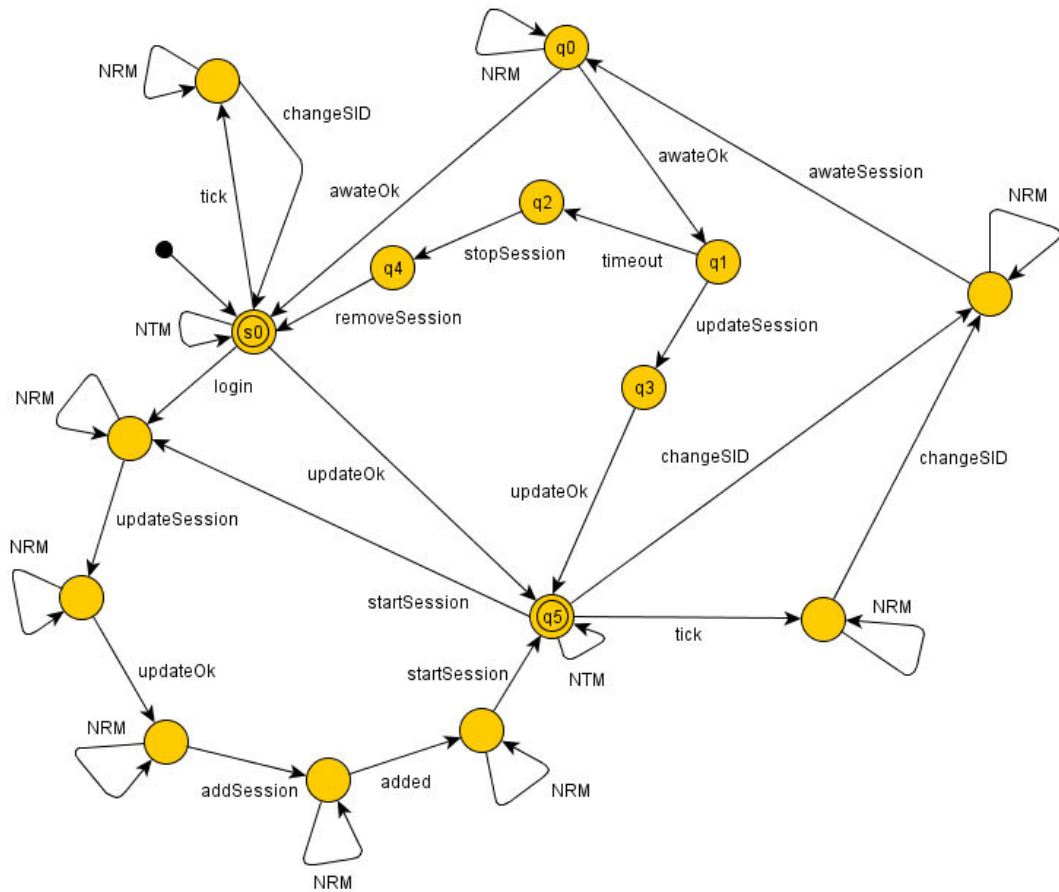 q0
NRM
NRM
changeSID
awateOk
awateSession
NRM
awateOk
tick
q2
stopSession
timeout
q1
q4
removeSession
NTM
s0
updateSession
login
q3
NRM
changeSID
changeSID
updateOk
updateOk
updateSession
NRM
startSession
q5
tick
NRM
NTM
updateOk
startSession
NRM
addSession
added
NRM
NRM